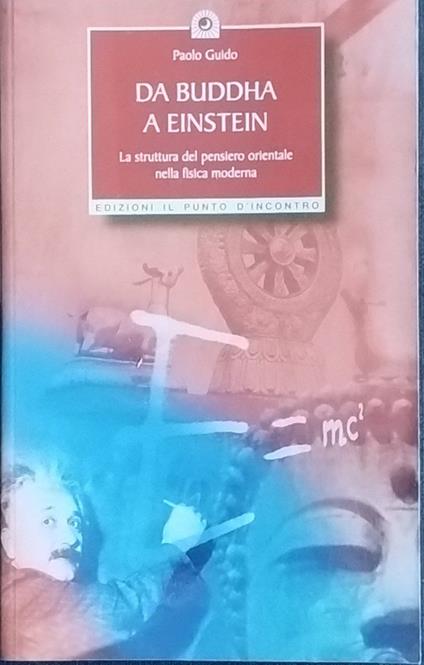 Paolo Guido
DA BUDDHA
A EINSTEIN
La struttura del pensiero orientale
nella fisica moderna
EDIZIONI IL PUNTO D'INCONTRO
E = mc²